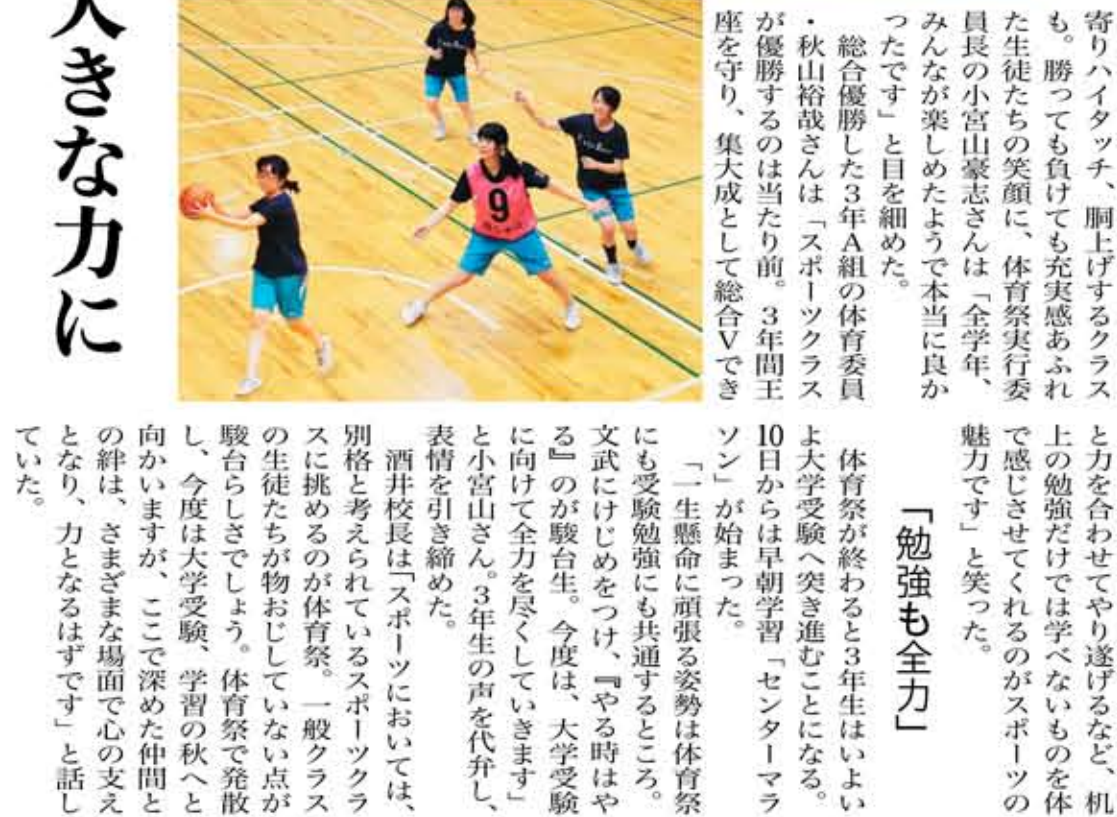 寄りハイタッチ、胴上げするクラス
も。勝っても負けても充実感あふれ
た生徒たちの笑顔に、体育祭実行委
員長の小宮山豪志さんは「全学年、
みんなが楽しめたようで本当に良か
ったです」と目を細めた。
総合優勝した3年A組の体育委員
・秋山裕哉さんは「スポーツクラス
が優勝するのは当たり前。3年間王
座を守り、集大成として総合Vでき
9
大きな力に
と力を合わせてやり遂げるなど、机
上の勉強だけでは学べないものを体
で感じさせてくれるのがスポーツの
魅力です」と笑った。
「勉強も全力」
体育祭が終わると3年生はいよい
よ大学受験へ突き進むことになる。
10日からは早朝学習「センターマラ
ソン」が始まった。
「一生懸命に頑張る姿勢は体育祭
にも受験勉強にも共通するところ。
文武にけじめをつけ、『やる時はや
る』のが駿台生。今度は、大学受験
に向けて全力を尽くしていきます」
と小宮山さん。3年生の声を代弁し、
表情を引き締めた。
酒井校長は「スポーツにおいては、
別格と考えられているスポーツクラ
スに挑めるのが体育祭。一般クラス
の生徒たちが物おじしていない点が
駿台らしさでしょう。体育祭で発散
し、今度は大学受験、学習の秋へと
向かいますが、ここで深めた仲間と
の絆は、さまざまな場面で心の支え
となり、力となるはずです」と話し
ていた。